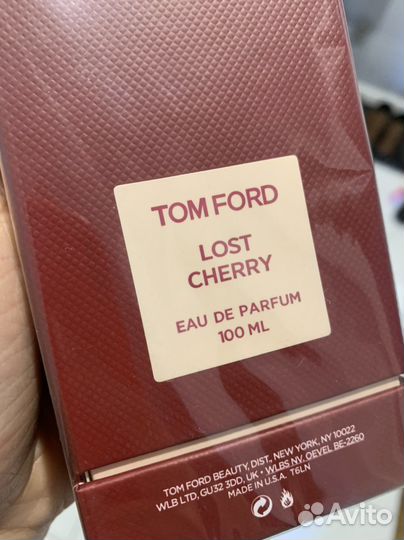 TOM FORD
LOST
CHERRY
EAU DE PARFUM
100 ML
TOM FORD BEAUTY, DIST., NEW YORK, NY 10022
WLB LTD, GU32 3DD, UK • WLBS NV. OEVEL BE-2260
MADE IN U.S.A. T6LN
Avito